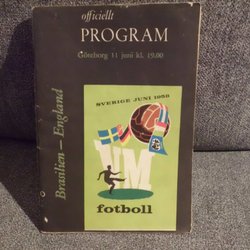 officiellt
PROGRAM
Göteborg 11 juni kl. 19.00
Brasilien – England
SVERIGE JUNI 1958
VM
fotboll